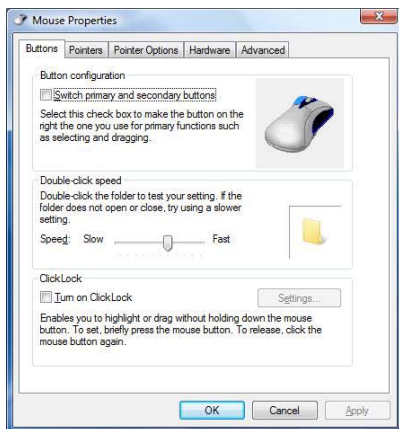 Mouse Properties
Buttons Pointers Pointer Options Hardware Advanced
Button configuration
Switch primary and secondary buttons
Select this check box to make the button on the
right the one you use for primary functions such
as selecting and dragging.
Double-click speed
Double-click the folder to test your setting. If the
folder does not open or close, try using a slower
setting.
Speed: Slow Fast
ClickLock
Turn on ClickLock Settings...
Enables you to highlight or drag without holding down the mouse
button. To set, briefly press the mouse button. To release, click the
mouse button again.
OK Cancel Apply